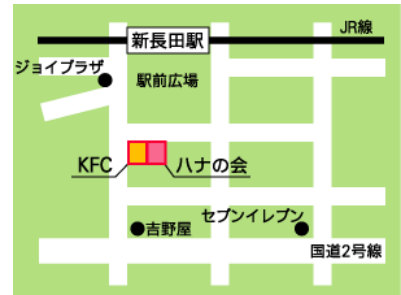 JR線
新長田駅
ジョイプラザ
駅前広場
KFC
ハナの会
セブンイレブン
吉野屋
国道2号線